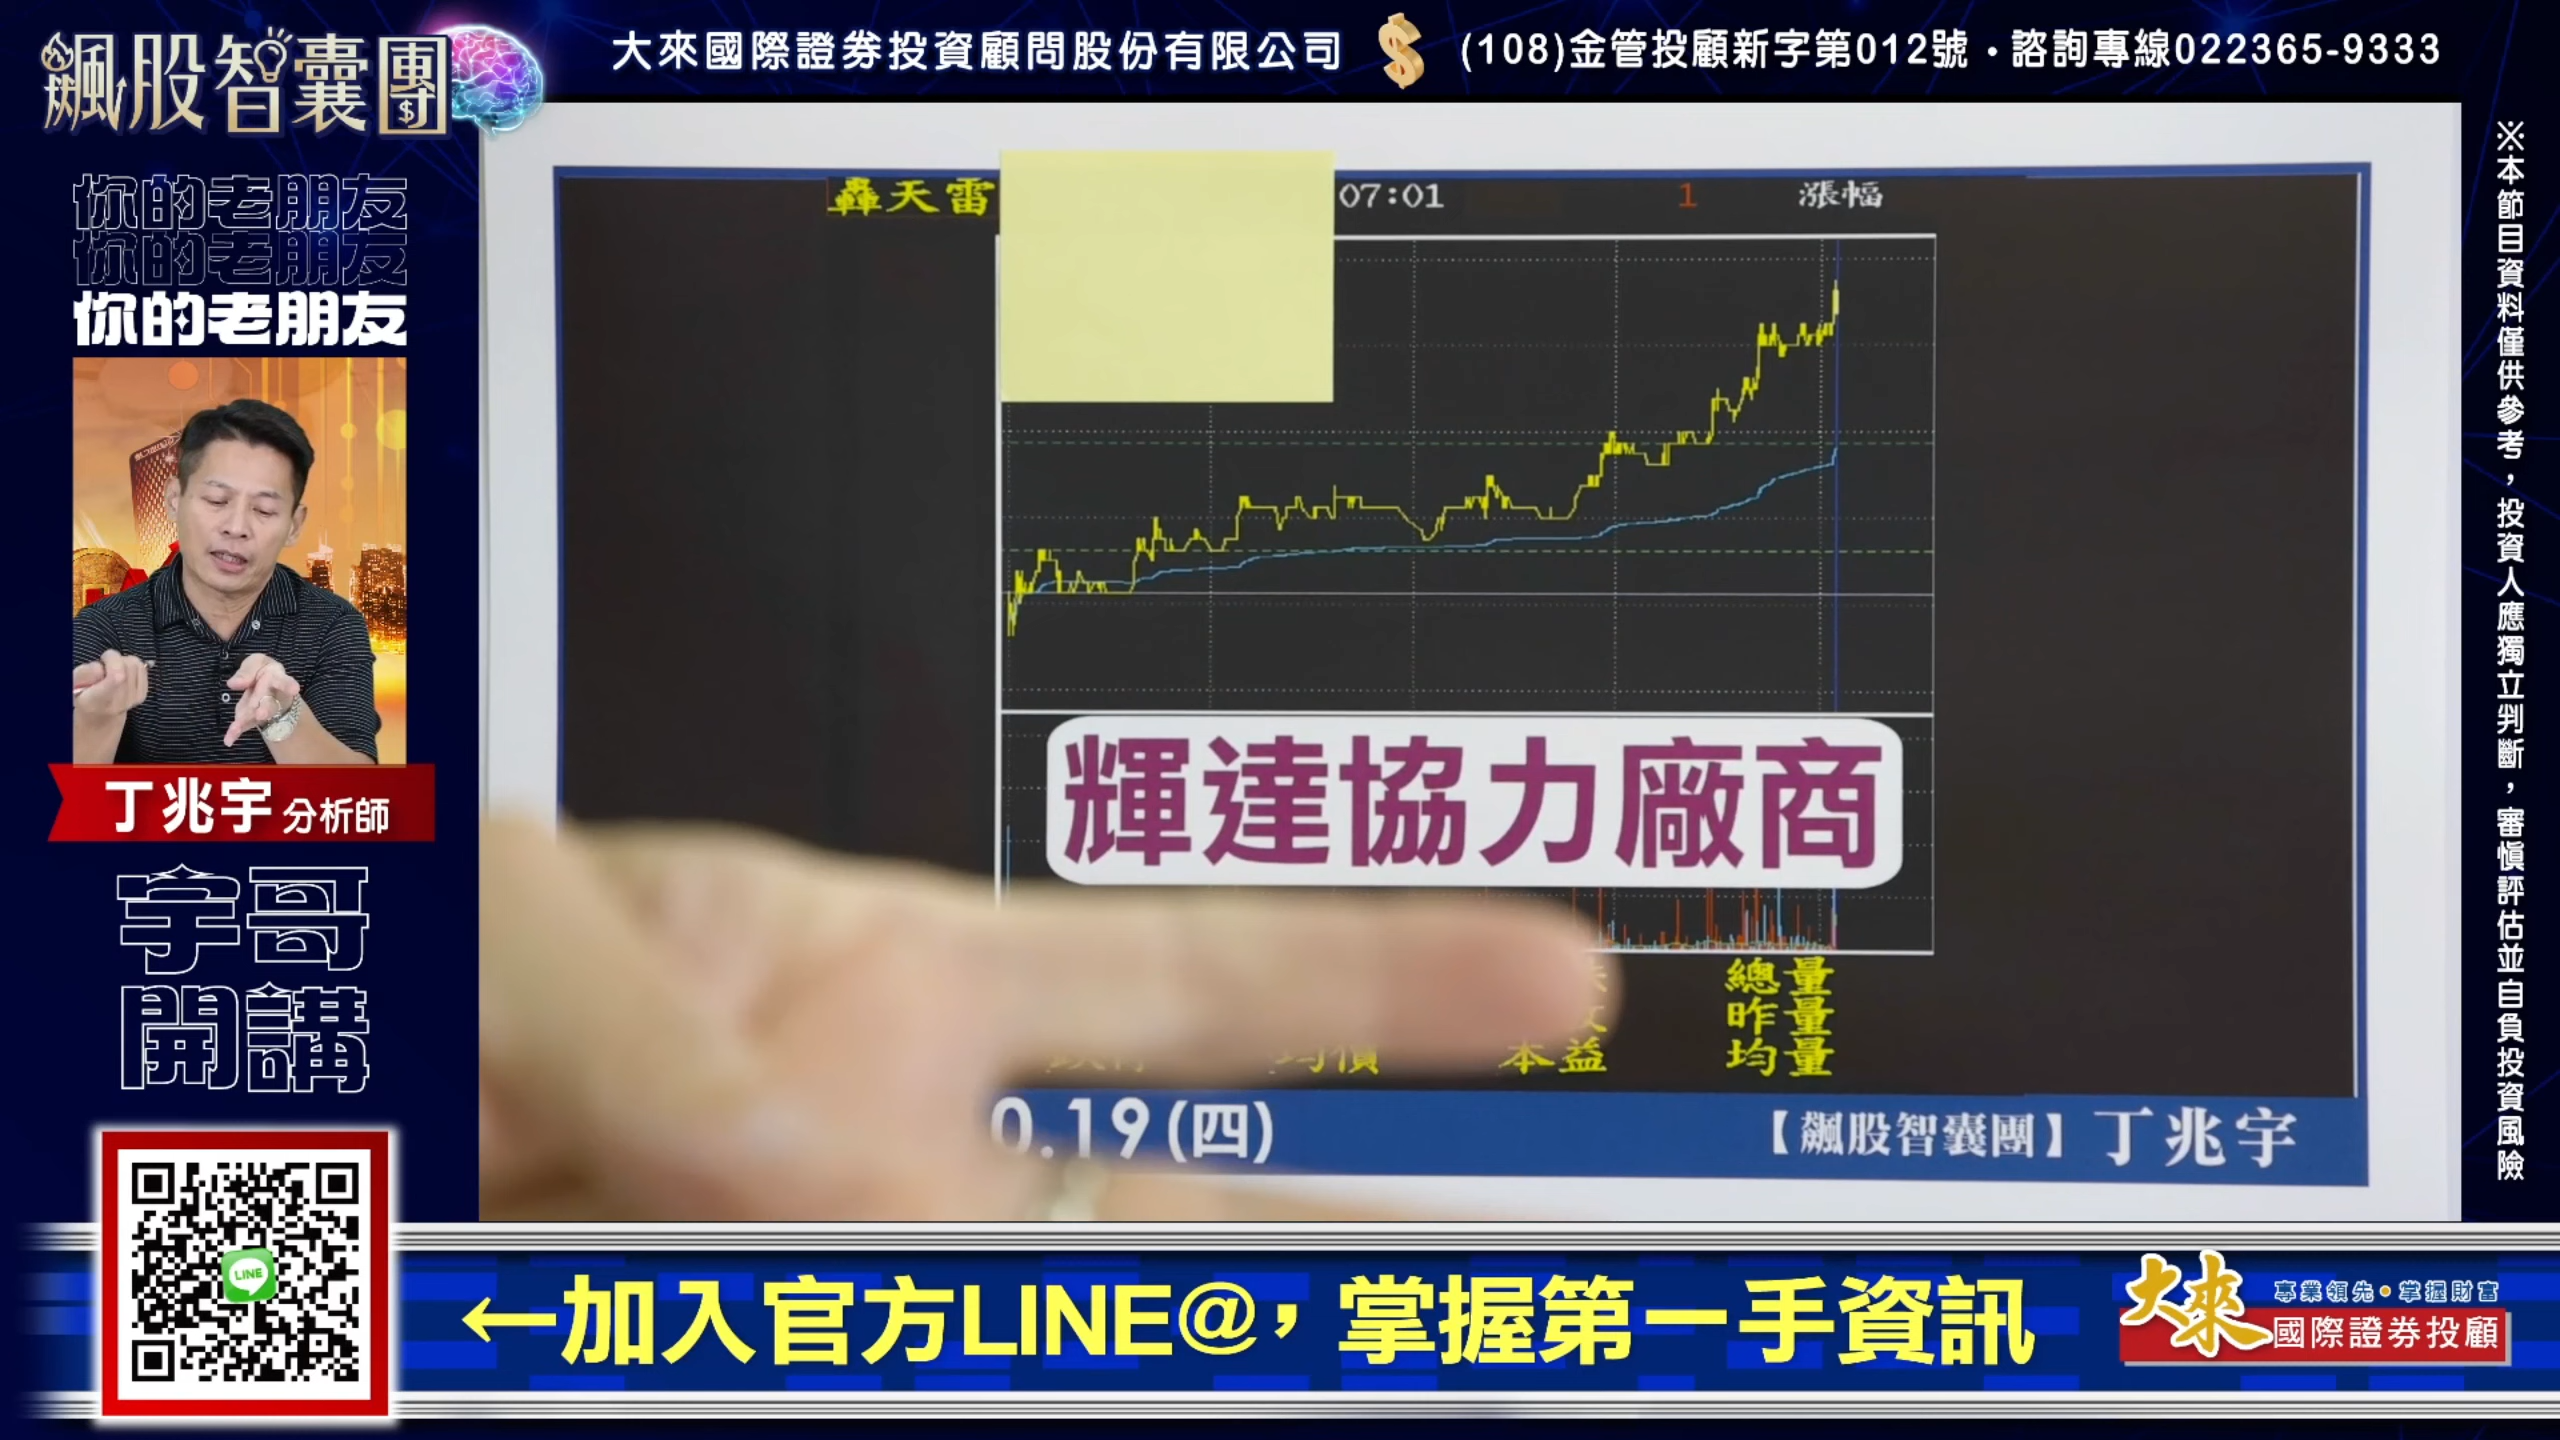 飆股智囊團
大來國際證券投資顧問股份有限公司
(108)金管投顧新字第012號・諮詢專線022365-9333
你的老朋友
你的老朋友
你的老朋友
丁兆宇 分析師
宇哥
開講
轟天雷
07:01
1
漲幅
輝達協力廠商
總量
昨量
均價
本益
均量
0.19(四)
【飆股智囊團】丁兆宇
※本節目資料僅供參考，投資人應獨立判斷，審慎評估並自負投資風險
LINE
←加入官方LINE@，掌握第一手資訊
大來
專業領先・掌握財富
國際證券投顧